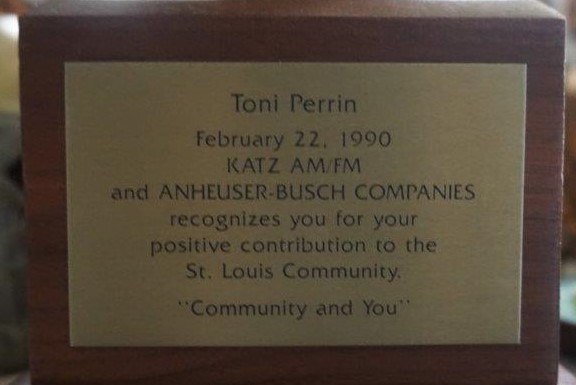 Toni Perrin
February 22, 1990
KATZ AM/FM
and ANHEUSER-BUSCH COMPANIES
recognizes you for your
positive contribution to the
St. Louis Community.
"Community and You"